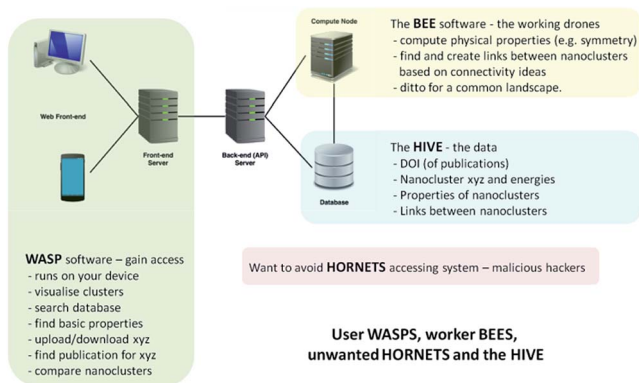 Compute Node
The BEE software - the working drones
- compute physical properties (e.g. symmetry)
- find and create links between nanoclusters
based on connectivity ideas
- ditto for a common landscape.
Web Front-end
Front-end
Server
Back-end (API)
Server
Database
The HIVE - the data
- DOI (of publications)
- Nanocluster xyz and energies
- Properties of nanoclusters
- Links between nanoclusters
WASP software – gain access
- runs on your device
- visualise clusters
- search database
- find basic properties
- upload/download xyz
- find publication for xyz
- compare nanoclusters
Want to avoid HORNETS accessing system – malicious hackers
User WASPS, worker BEES,
unwanted HORNETS and the HIVE